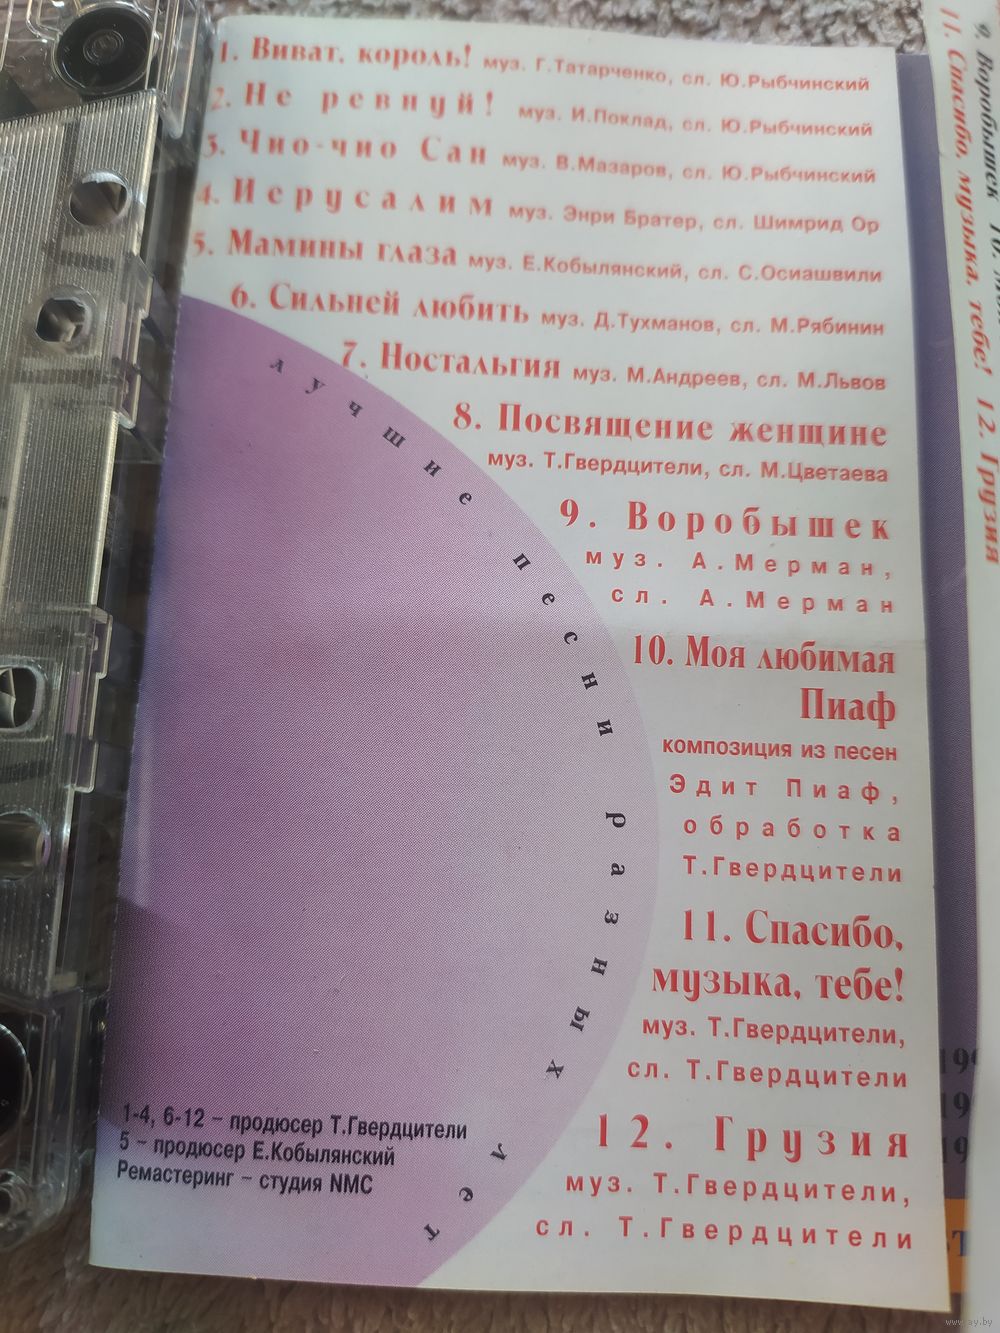 1. Виват, король! муз. Г.Татарченко, сл. Ю.Рыбчинский
2. Не ревнуй! муз. И.Поклад, сл. Ю.Рыбчинский
3. Чио-чио Сан муз. В.Мазаров, сл. Ю.Рыбчинский
4. Иерусалим муз. Энри Братер, сл. Шимрид Ор
5. Мамины глаза муз. Е.Кобылянский, сл. С.Осиашвили
6. Сильней любить муз. Д.Тухманов, сл. М.Рябинин
7. Ностальгия муз. М.Андреев, сл. М.Львов
8. Посвящение женщине
муз. Т.Гвердцители, сл. М.Цветаева
9. Воробышек
муз. А.Мерман,
сл. А.Мерман
10. Моя любимая
Пиаф
композиция из песен
Эдит Пиаф,
обработка
Т.Гвердцители
11. Спасибо,
музыка, тебе!
муз. Т.Гвердцители,
сл. Т.Гвердцители
12. Грузия
муз. Т.Гвердцители,
сл. Т.Гвердцители
лучшие песни разных лет
1-4, 6-12 – продюсер Т.Гвердцители
5 – продюсер Е.Кобылянский
Ремастеринг – студия NMC
9. Воробышек 10.
11. Спасибо, музыка, тебе! 12. Грузия
www.ay.by